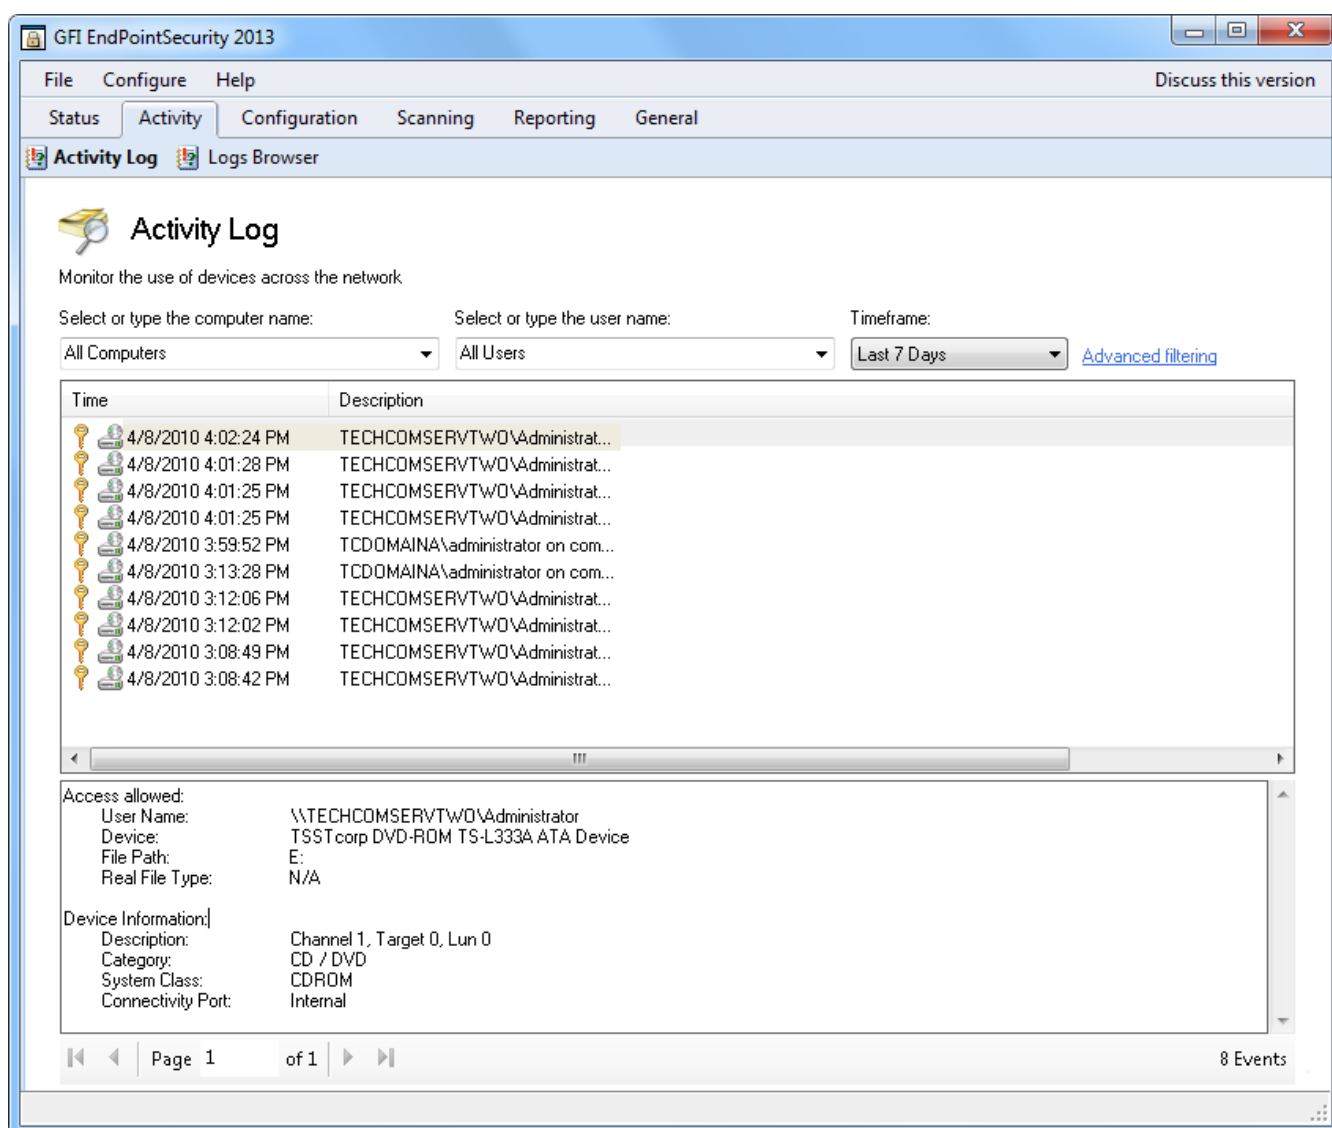 GFI EndPointSecurity 2013
File Configure Help Discuss this version
Status Activity Configuration Scanning Reporting General
Activity Log Logs Browser
Activity Log
Monitor the use of devices across the network
Select or type the computer name: Select or type the user name: Timeframe:
All Computers All Users Last 7 Days Advanced filtering
Time Description
4/8/2010 4:02:24 PM TECHCOMSERVTWO\Administrat...
4/8/2010 4:01:28 PM TECHCOMSERVTWO\Administrat...
4/8/2010 4:01:25 PM TECHCOMSERVTWO\Administrat...
4/8/2010 4:01:25 PM TECHCOMSERVTWO\Administrat...
4/8/2010 3:59:52 PM TCDOMAINA\administrator on com...
4/8/2010 3:13:28 PM TCDOMAINA\administrator on com...
4/8/2010 3:12:06 PM TECHCOMSERVTWO\Administrat...
4/8/2010 3:12:02 PM TECHCOMSERVTWO\Administrat...
4/8/2010 3:08:49 PM TECHCOMSERVTWO\Administrat...
4/8/2010 3:08:42 PM TECHCOMSERVTWO\Administrat...
Access allowed:
User Name: \\TECHCOMSERVTWO\Administrator
Device: TSSTcorp DVD-ROM TS-L333A ATA Device
File Path: E:
Real File Type: N/A
Device Information:
Description: Channel 1, Target 0, Lun 0
Category: CD / DVD
System Class: CDROM
Connectivity Port: Internal
Page 1 of 1 8 Events